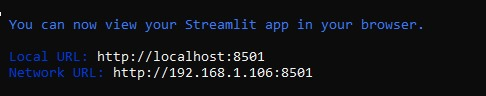 You can now view your Streamlit app in your browser.
Local URL: http://localhost:8501
Network URL: http://192.168.1.106:8501